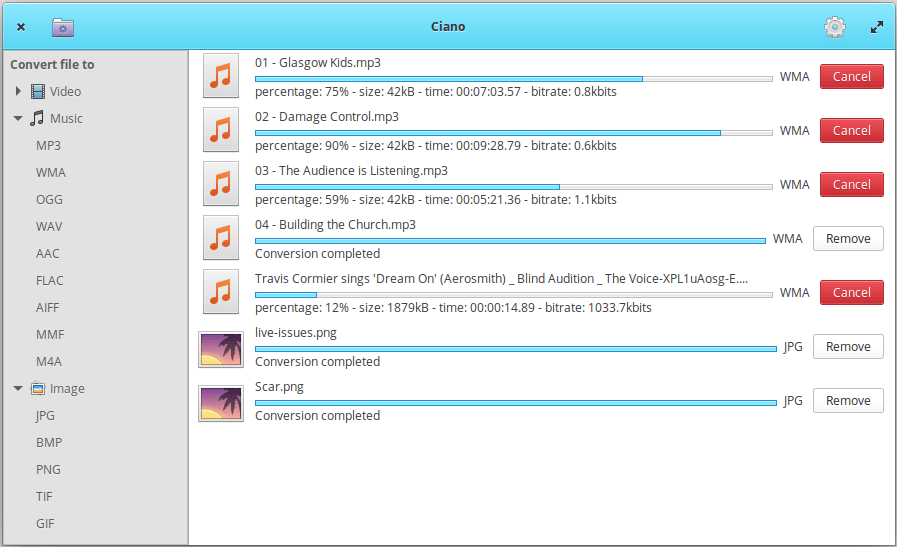 Ciano
Convert file to
Video
Music
MP3
WMA
OGG
WAV
AAC
FLAC
AIFF
MMF
M4A
Image
JPG
BMP
PNG
TIF
GIF
01 - Glasgow Kids.mp3
WMA
Cancel
percentage: 75% - size: 42kB - time: 00:07:03.57 - bitrate: 0.8kbits
02 - Damage Control.mp3
WMA
Cancel
percentage: 90% - size: 42kB - time: 00:09:28.79 - bitrate: 0.6kbits
03 - The Audience is Listening.mp3
WMA
Cancel
percentage: 59% - size: 42kB - time: 00:05:21.36 - bitrate: 1.1kbits
04 - Building the Church.mp3
WMA
Remove
Conversion completed
Travis Cormier sings 'Dream On' (Aerosmith) _ Blind Audition _ The Voice-XPL1uAosg-E....
WMA
Cancel
percentage: 12% - size: 1879kB - time: 00:00:14.89 - bitrate: 1033.7kbits
live-issues.png
JPG
Remove
Conversion completed
Scar.png
JPG
Remove
Conversion completed